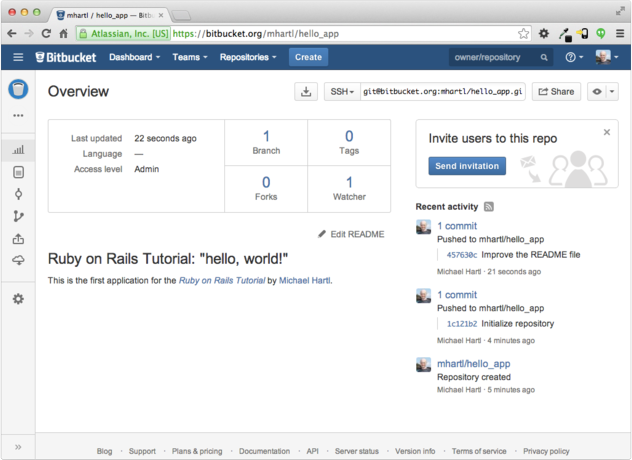 mhartl / hello_app — Bitb
Atlassian, Inc. [US] https://bitbucket.org/mhartl/hello_app
Bitbucket Dashboard Teams Repositories Create owner/repository
Overview
SSH git@bitbucket.org:mhartl/hello_app.gi Share
Last updated 22 seconds ago
Language —
Access level Admin
1 Branch
0 Tags
0 Forks
1 Watcher
Invite users to this repo
Send invitation
Edit README
Ruby on Rails Tutorial: "hello, world!"
This is the first application for the Ruby on Rails Tutorial by Michael Hartl.
Recent activity
1 commit
Pushed to mhartl/hello_app
457630c Improve the README file
Michael Hartl · 21 seconds ago
1 commit
Pushed to mhartl/hello_app
1c121b2 Initialize repository
Michael Hartl · 4 minutes ago
mhartl/hello_app
Repository created
Michael Hartl · 5 minutes ago
Blog · Support · Plans & pricing · Documentation · API · Server status · Version info · Terms of service · Privacy policy